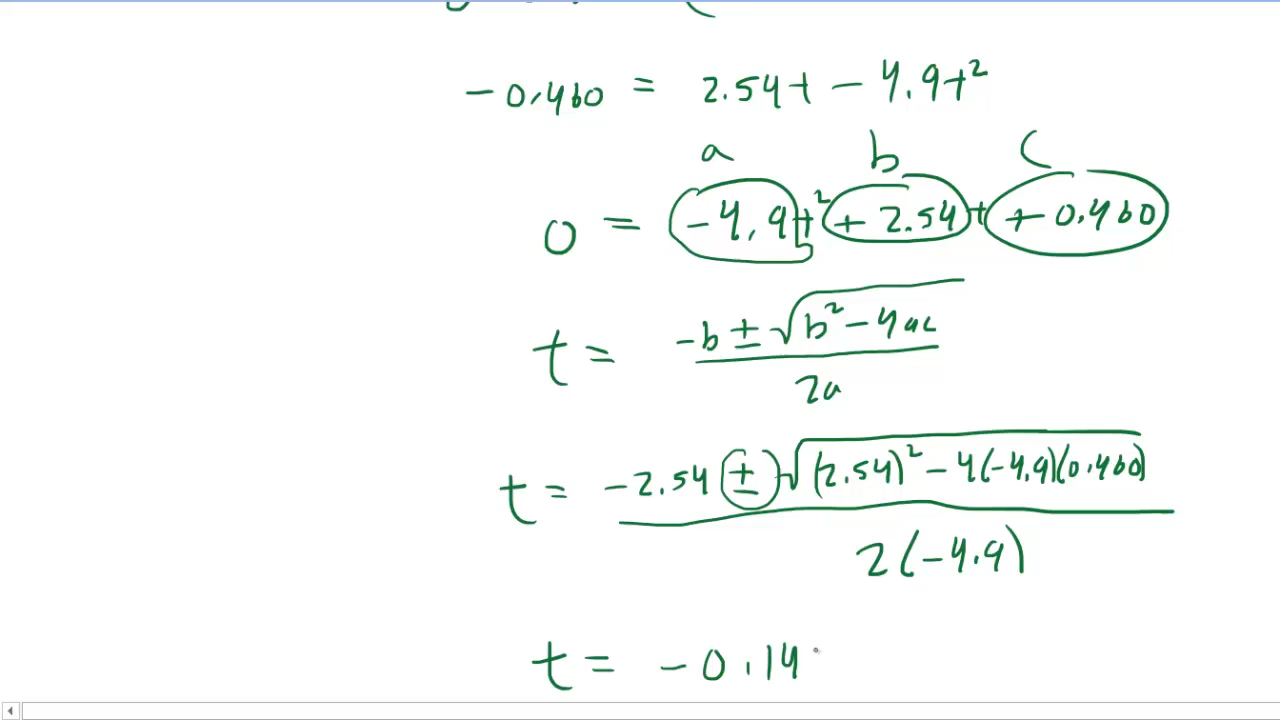 -0.460 = 2.54t - 4.9t²
a b c
0 = -4.9t² + 2.54t + 0.460
t = (-b ± √(b² - 4ac)) / 2a
t = (-2.54 ± √((2.54)² - 4(-4.9)(0.460))) / 2(-4.9)
t = -0.14